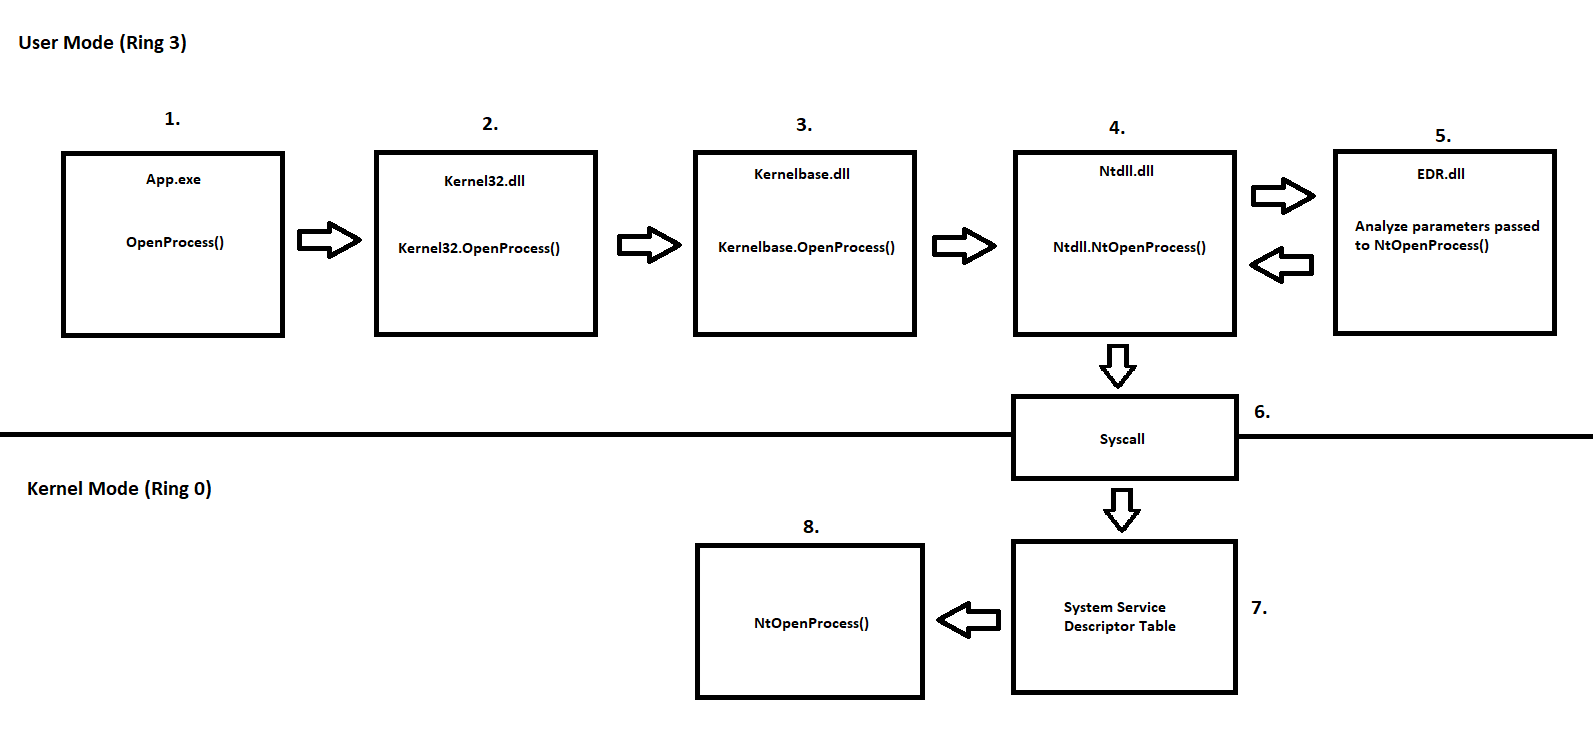 User Mode (Ring 3)
1.
2.
3.
4.
5.
App.exe
OpenProcess()
Kernel32.dll
Kernel32.OpenProcess()
Kernelbase.dll
Kernelbase.OpenProcess()
Ntdll.dll
Ntdll.NtOpenProcess()
EDR.dll
Analyze parameters passed
to NtOpenProcess()
6.
Syscall
Kernel Mode (Ring 0)
7.
System Service
Descriptor Table
8.
NtOpenProcess()